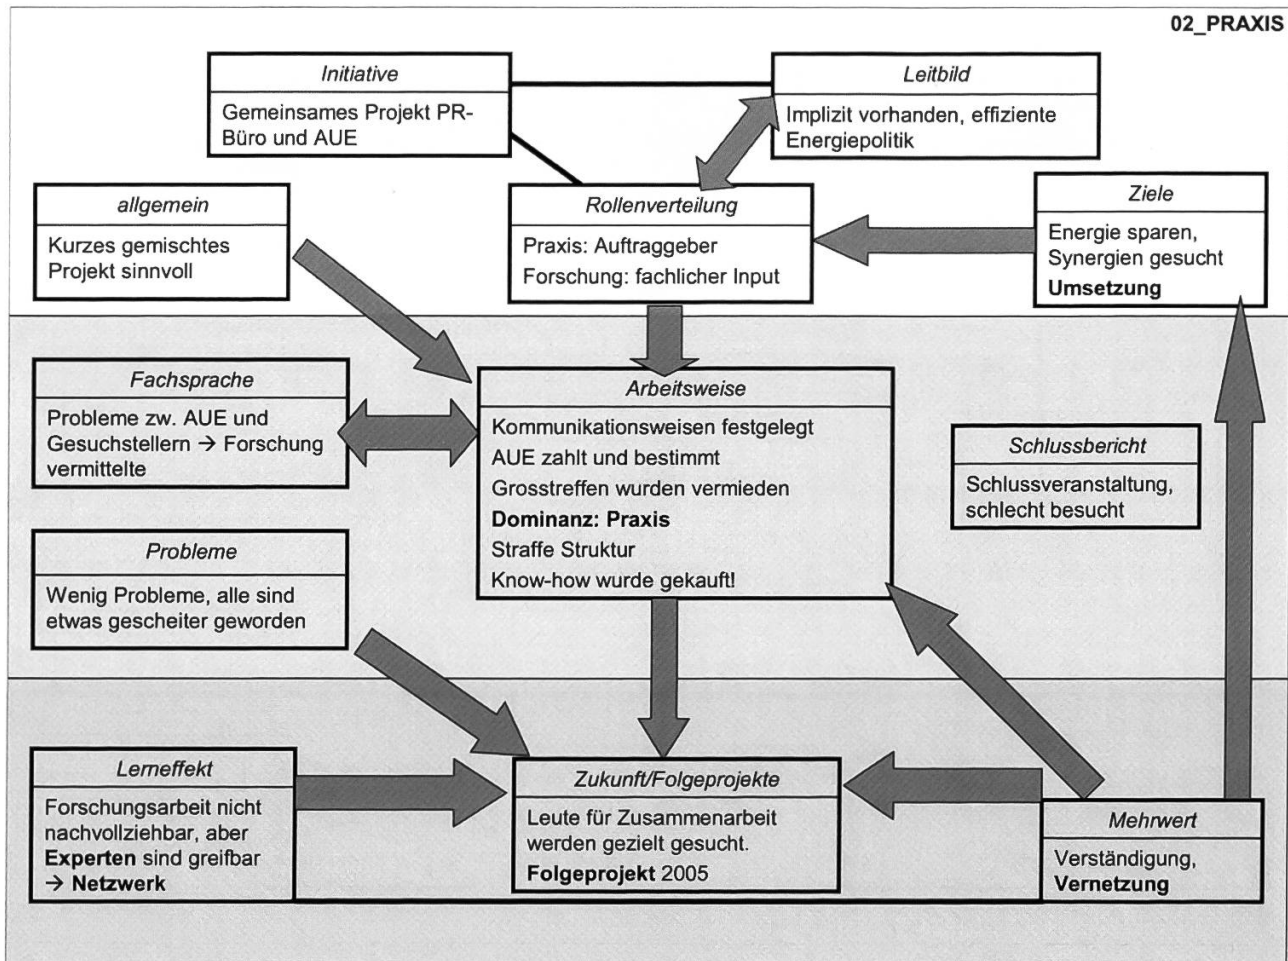 02_PRAXIS
Initiative
Gemeinsames Projekt PR-
Büro und AUE
Leitbild
Implizit vorhanden, effiziente
Energiepolitik
allgemein
Kurzes gemischtes
Projekt sinnvoll
Rollenverteilung
Praxis: Auftraggeber
Forschung: fachlicher Input
Ziele
Energie sparen,
Synergien gesucht
Umsetzung
Fachsprache
Probleme zw. AUE und
Gesuchstellern → Forschung
vermittelte
Arbeitsweise
Kommunikationsweisen festgelegt
AUE zahlt und bestimmt
Grosstreffen wurden vermieden
Dominanz: Praxis
Straffe Struktur
Know-how wurde gekauft!
Schlussbericht
Schlussveranstaltung,
schlecht besucht
Probleme
Wenig Probleme, alle sind
etwas gescheiter geworden
Lerneffekt
Forschungsarbeit nicht
nachvollziehbar, aber
Experten sind greifbar
→ Netzwerk
Zukunft/Folgeprojekte
Leute für Zusammenarbeit
werden gezielt gesucht.
Folgeprojekt 2005
Mehrwert
Verständigung,
Vernetzung